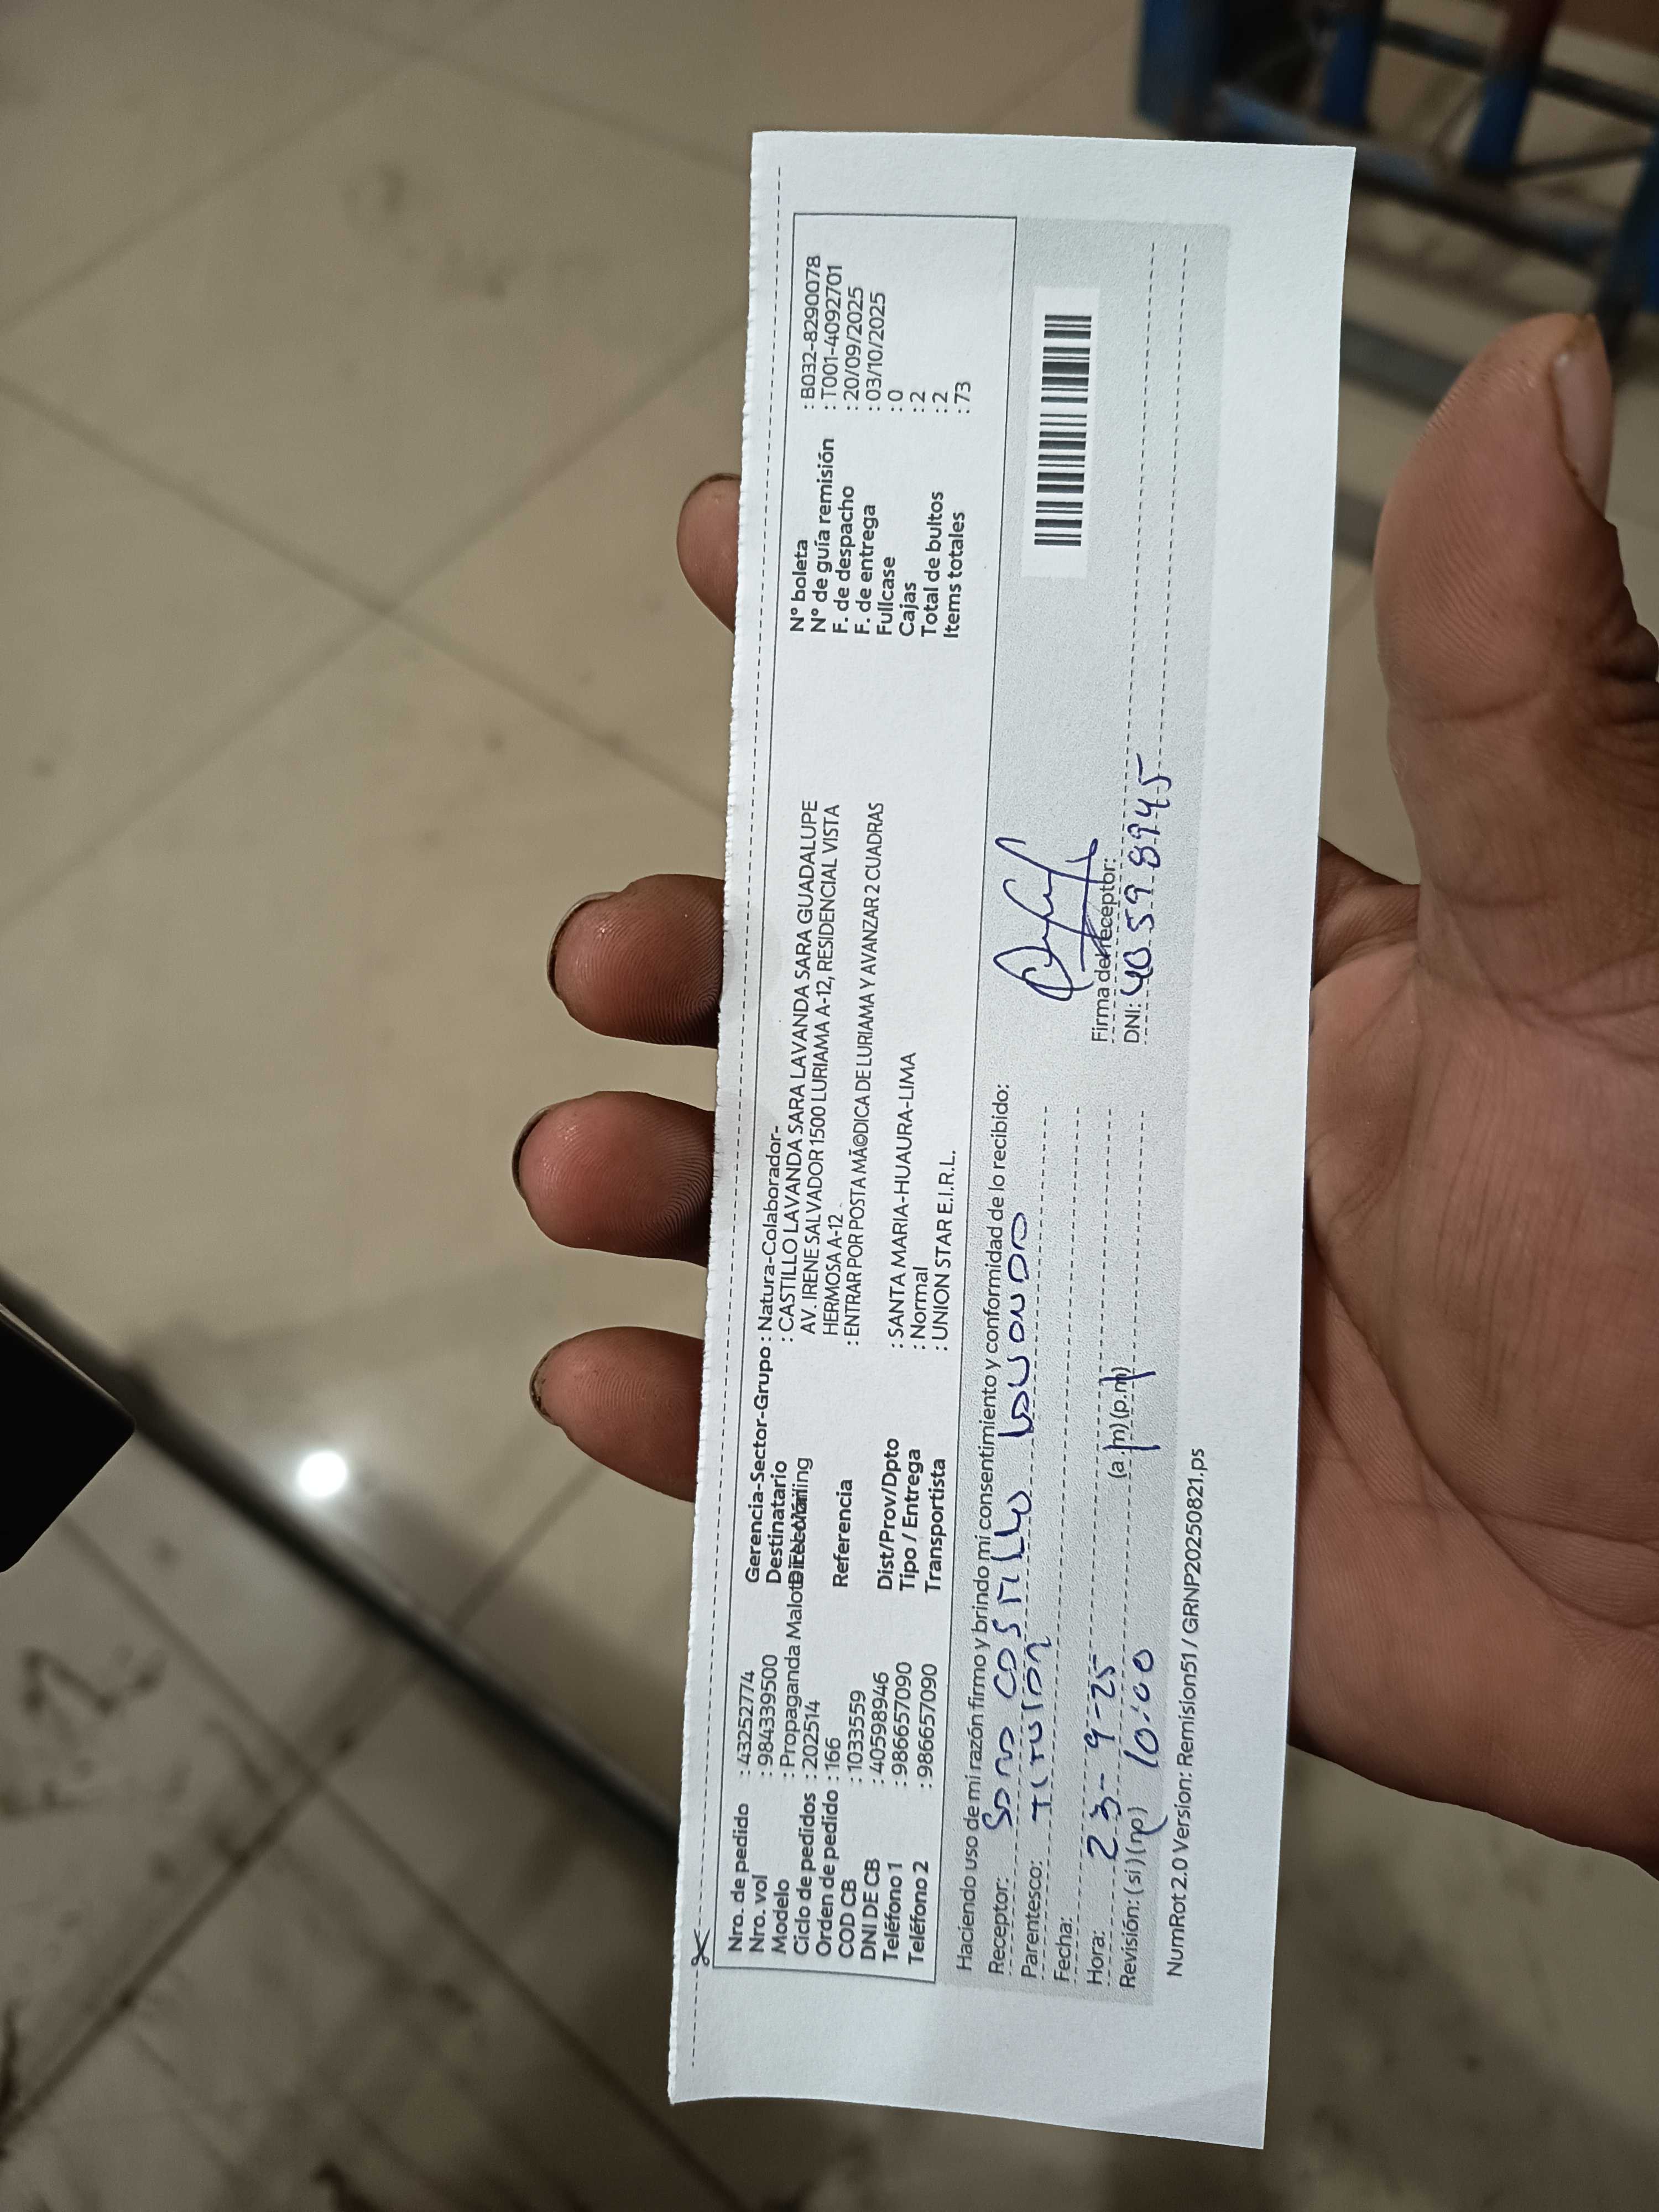 Nro. de pedido : 43252774
Nro. vol : 984339500
Modelo : Propaganda Malote
Ciclo de pedidos : 202514
Orden de pedido : 166
COD CB : 1033559
DNI DE CB : 40598946
Teléfono 1 : 986657090
Teléfono 2 : 986657090
Gerencia-Sector-Grupo : Natura-Colaborador-
Destinatario : CASTILLO LAVANDA SARA LAVANDA SARA GUADALUPE
AV. IRENE SALVADOR 1500 LURIAMA A-12, RESIDENCIAL VISTA
HERMOSA A-12
Referencia : ENTRAR POR POSTA MÃ©DICA DE LURIAMA Y AVANZAR 2 CUADRAS
Dist/Prov/Dpto : SANTA MARIA-HUAURA-LIMA
Tipo / Entrega : Normal
Transportista : UNION STAR E.I.R.L.
N° boleta : B032-8290078
N° de guía remisión : T001-4092701
F. de despacho : 20/09/2025
F. de entrega : 03/10/2025
Fullcase : 0
Cajas : 2
Total de bultos : 2
Items totales : 73
Haciendo uso de mi razón firmo y brindo mi consentimiento y conformidad de lo recibido:
Receptor: Sara Castillo
Parentesco: Titular
Fecha: 23-9-25
Hora: 10:00 (a.m) (p.m)
Revisión: (si) (no)
Firma del receptor:
DNI: 40598945
NumRot 2.0 Version: Remision51 / GRNP20250821.ps